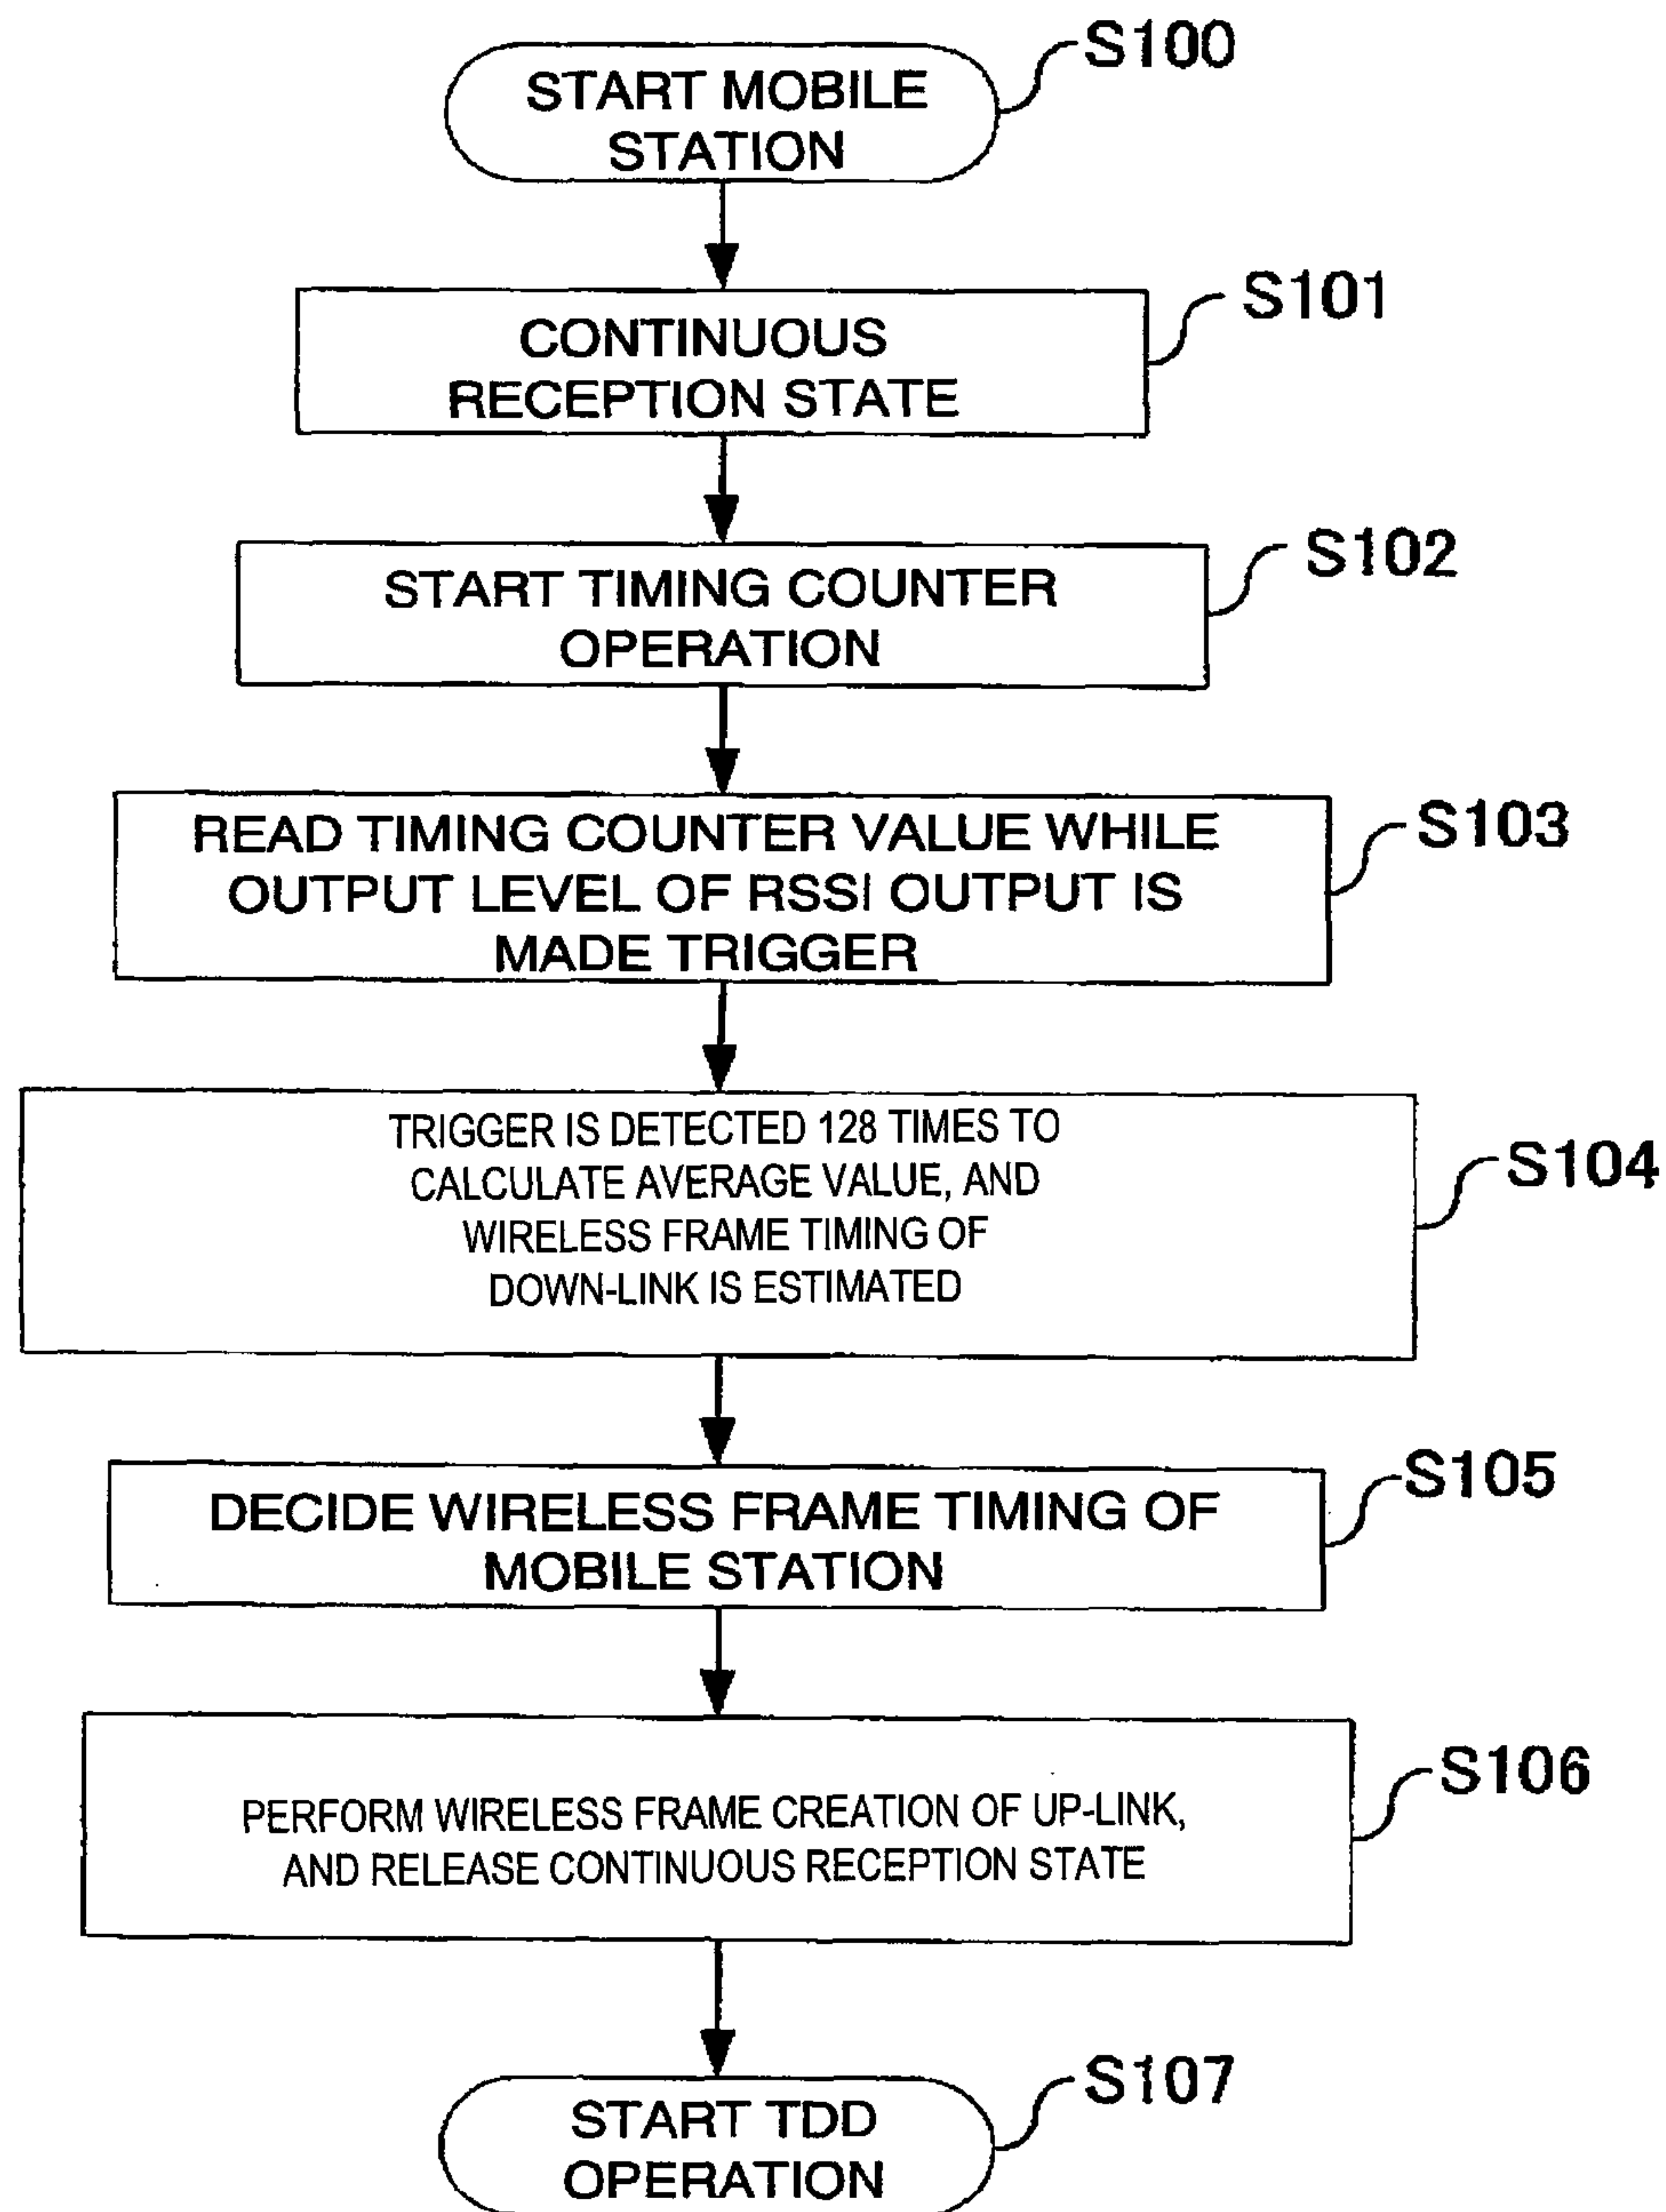 START MOBILE
STATION
S100
CONTINUOUS
RECEPTION STATE
S101
START TIMING COUNTER
OPERATION
S102
READ TIMING COUNTER VALUE WHILE
OUTPUT LEVEL OF RSSI OUTPUT IS
MADE TRIGGER
S103
TRIGGER IS DETECTED 128 TIMES TO
CALCULATE AVERAGE VALUE, AND
WIRELESS FRAME TIMING OF
DOWN-LINK IS ESTIMATED
S104
DECIDE WIRELESS FRAME TIMING OF
MOBILE STATION
S105
PERFORM WIRELESS FRAME CREATION OF UP-LINK,
AND RELEASE CONTINUOUS RECEPTION STATE
S106
START TDD
OPERATION
S107